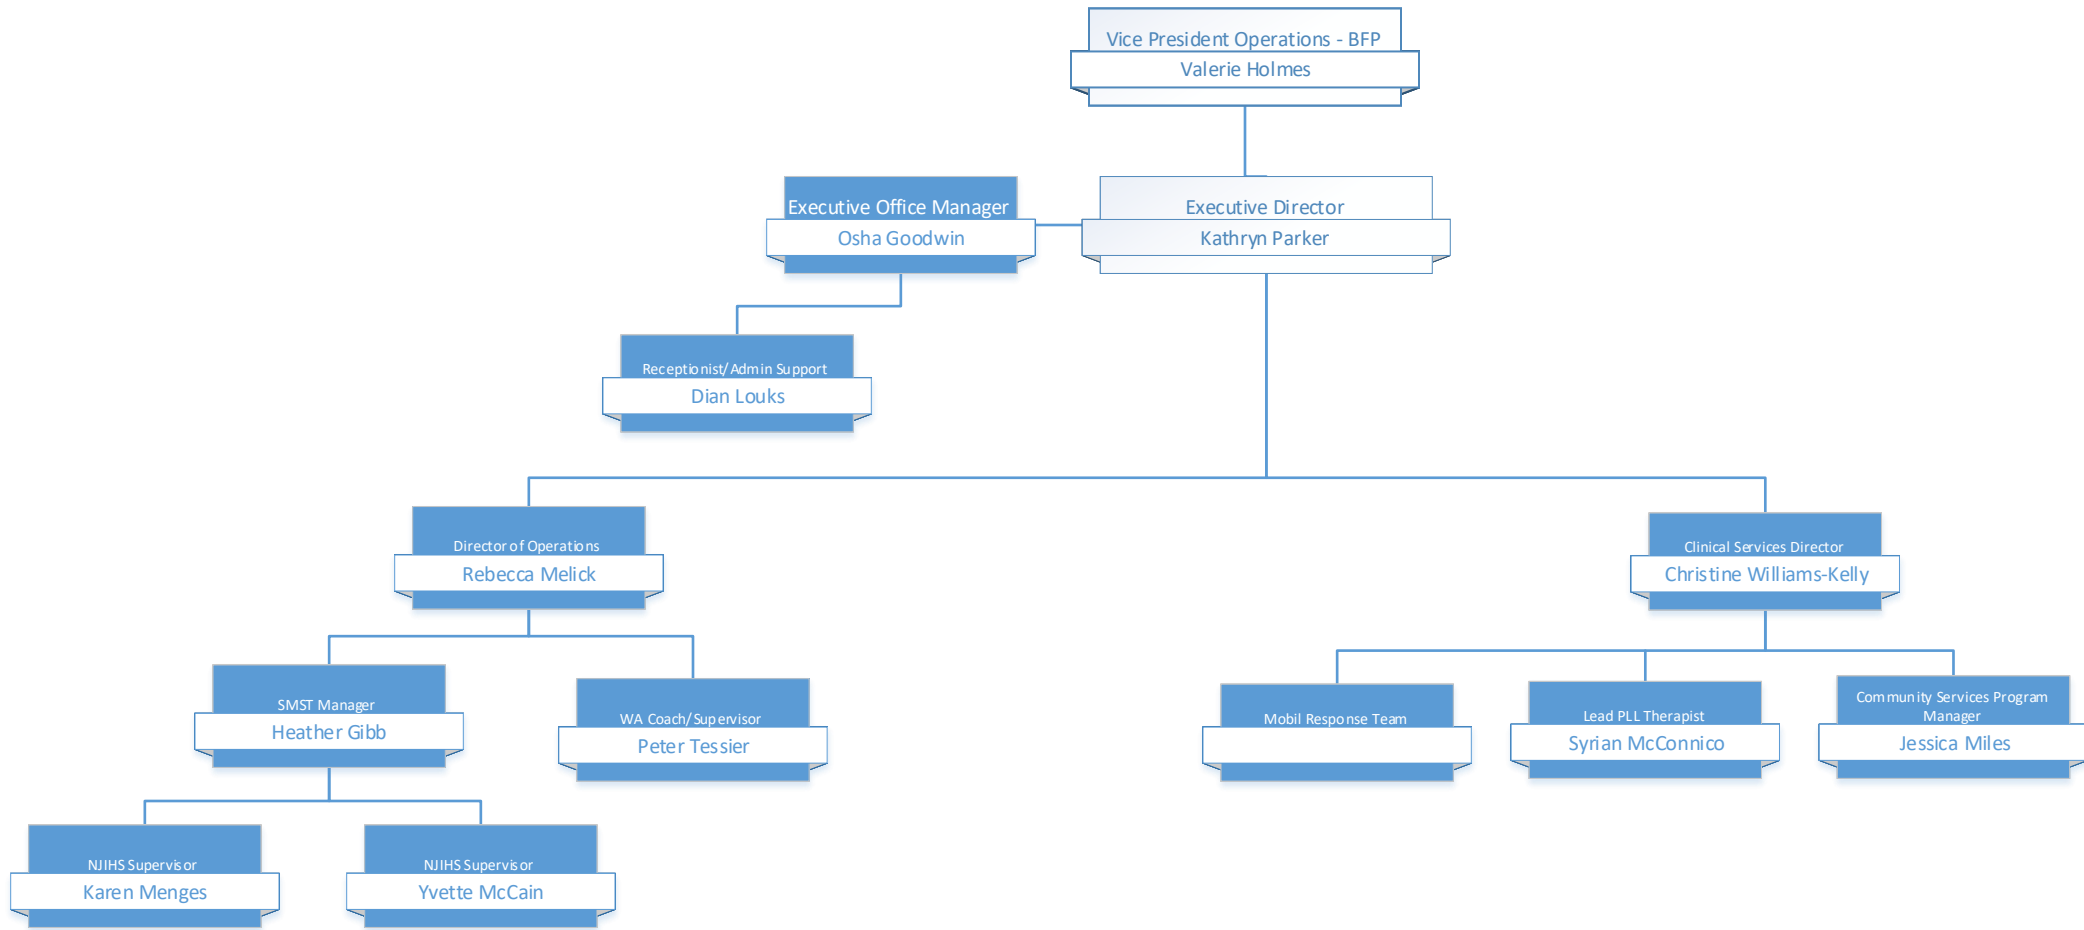 Vice President Operations - BFP
Valerie Holmes
Executive Office Manager
Osha Goodwin
Executive Director
Kathryn Parker
Receptionist/Admin Support
Dian Louks
Director of Operations
Rebecca Melick
Clinical Services Director
Christine Williams-Kelly
SMST Manager
Heather Gibb
WA Coach/Supervisor
Peter Tessier
Mobil Response Team
Lead PLL Therapist
Syrian McConnico
Community Services Program
Manager
Jessica Miles
NJIHS Supervisor
Karen Menges
NJIHS Supervisor
Yvette McCain